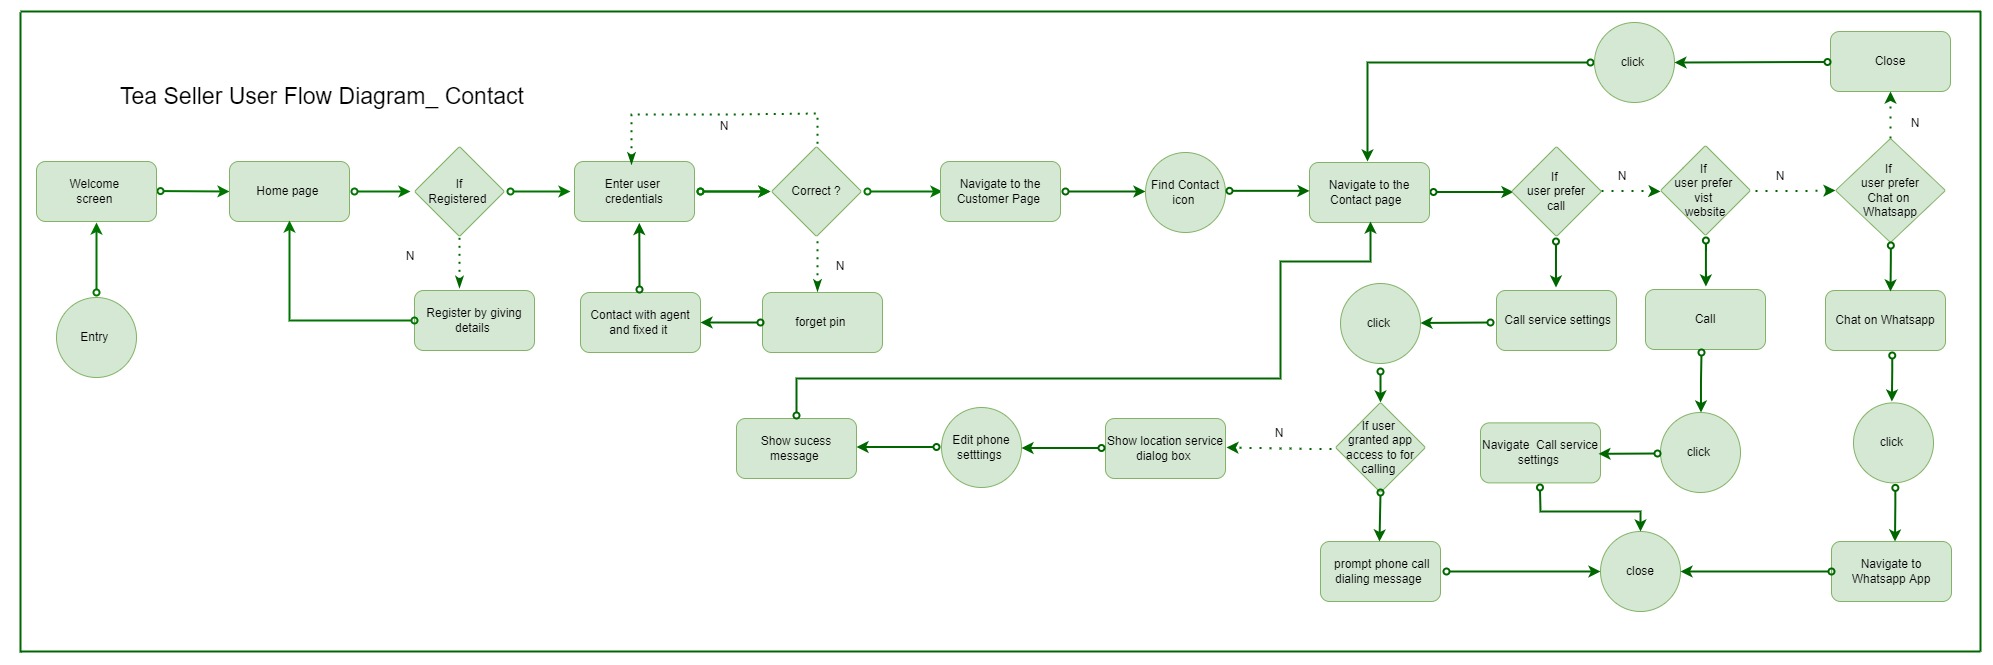 Tea Seller User Flow Diagram_ Contact
click
Close
N
N
Welcome
screen
Home page
If
Registered
Enter user
credentials
Correct ?
Navigate to the
Customer Page
Find Contact
icon
Navigate to the
Contact page
If
user prefer
call
N
If
user prefer
vist
website
N
If
user prefer
Chat on
Whatsapp
N
N
Entry
Register by giving
details
Contact with agent
and fixed it
forget pin
click
Call service settings
Call
Chat on Whatsapp
Show sucess
message
Edit phone
setttings
Show location service
dialog box
N
If user
granted app
access to for
calling
Navigate  Call service
settings
click
click
prompt phone call
dialing message
close
Navigate to
Whatsapp App